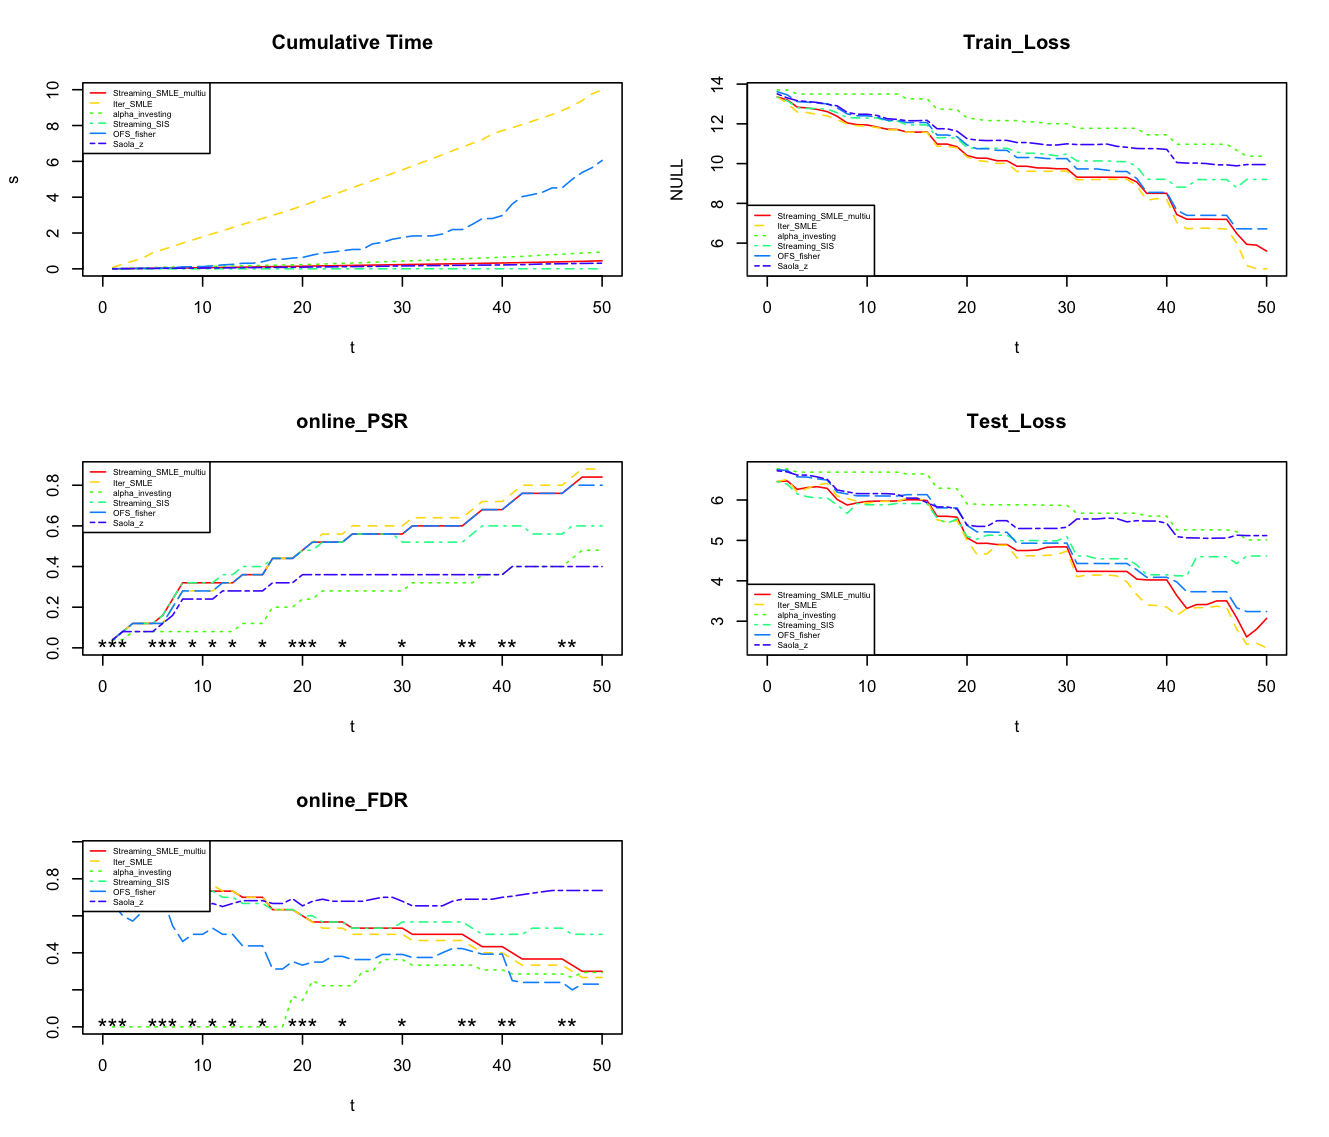 Cumulative Time
s
10
8
6
4
2
0
Streaming_SMLE_multiu
Iter_SMLE
alpha_investing
Streaming_SIS
OFS_fisher
Saola_z
0 10 20 30 40 50
t
Train_Loss
NULL
14
12
10
8
6
Streaming_SMLE_multiu
Iter_SMLE
alpha_investing
Streaming_SIS
OFS_fisher
Saola_z
0 10 20 30 40 50
t
online_PSR
0.8
0.6
0.4
0.2
0.0
Streaming_SMLE_multiu
Iter_SMLE
alpha_investing
Streaming_SIS
OFS_fisher
Saola_z
*** *** * * * * *** * * ** ** **
0 10 20 30 40 50
t
Test_Loss
6
5
4
3
Streaming_SMLE_multiu
Iter_SMLE
alpha_investing
Streaming_SIS
OFS_fisher
Saola_z
0 10 20 30 40 50
t
online_FDR
0.8
0.4
0.
Streaming_SMLE_multiu
Iter_SMLE
alpha_investing
Streaming_SIS
OFS_fisher
Saola_z
*** *** * * * * *** * * ** ** **
0 10 20 30 40 50
t